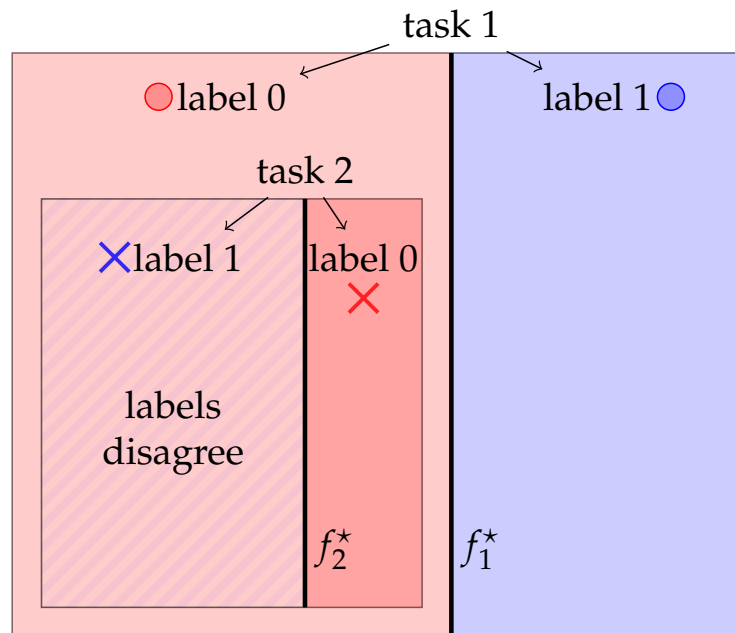 task 1
label 0
label 1
task 2
label 1
label 0
labels
disagree
f₂⋆
f₁⋆